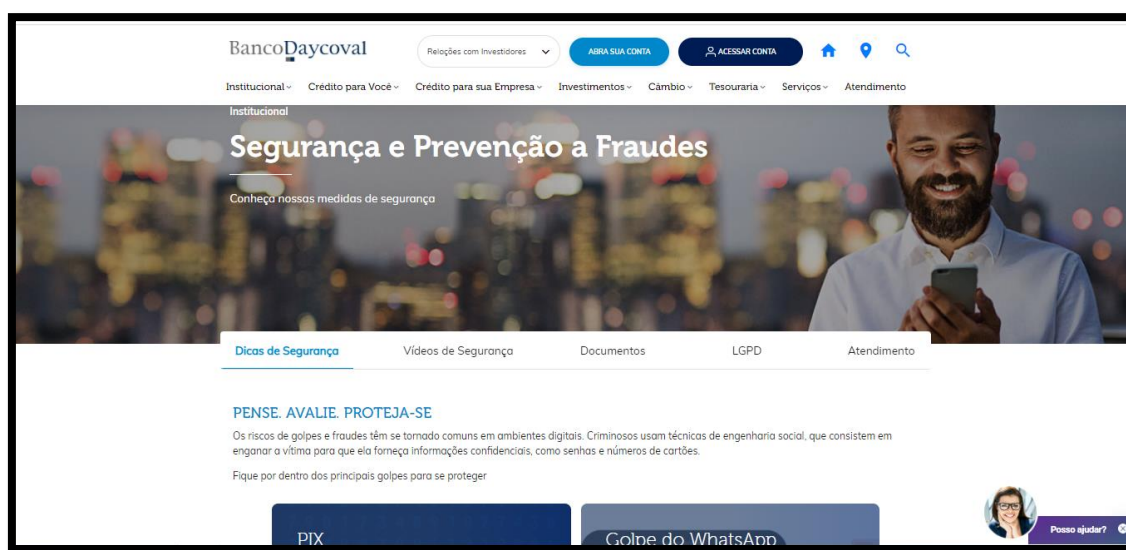 BancoDaycoval
Relações com Investidores
ABRA SUA CONTA
ACESSAR CONTA
Institucional
Crédito para Você
Crédito para sua Empresa
Investimentos
Câmbio
Tesouraria
Serviços
Atendimento
Institucional
Segurança e Prevenção a Fraudes
Conheça nossas medidas de segurança
Dicas de Segurança
Vídeos de Segurança
Documentos
LGPD
Atendimento
PENSE. AVALIE. PROTEJA-SE
Os riscos de golpes e fraudes têm se tornado comuns em ambientes digitais. Criminosos usam técnicas de engenharia social, que consistem em
enganar a vítima para que ela forneça informações confidenciais, como senhas e números de cartões.
Fique por dentro dos principais golpes para se proteger
PIX
Golpe do WhatsApp
Posso ajudar?